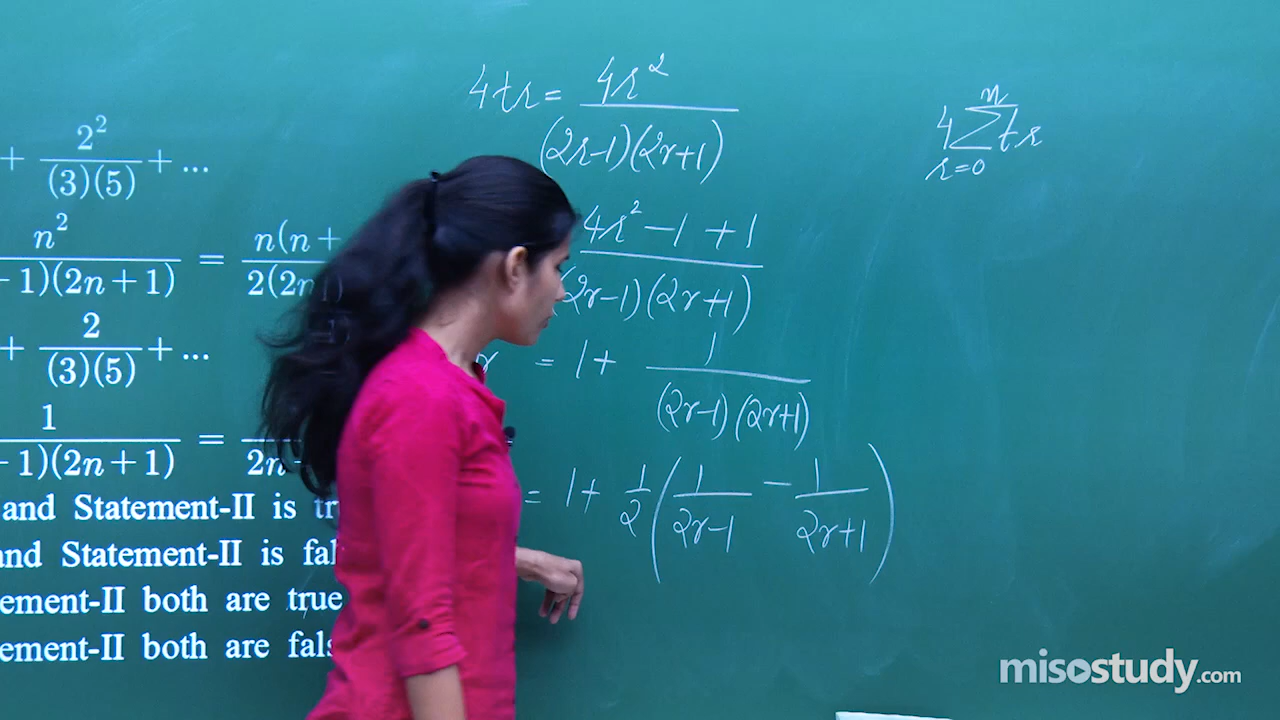 + 2²/((3)(5)) + ...
n²/(-1)(2n+1) = n(n+/2(2n
+ 2/((3)(5)) + ...
1/(-1)(2n+1) = /2n
and Statement-II is tr
and Statement-II is fal
ement-II both are true
ement-II both are fals
4tr = 4r²/((2r-1)(2r+1))
4r²-1+1/((2r-1)(2r+1))
r = 1+ 1/((2r-1)(2r+1))
= 1+ 1/2 (1/(2r-1) - 1/(2r+1))
4 n∑r=0 tr
misostudy.com